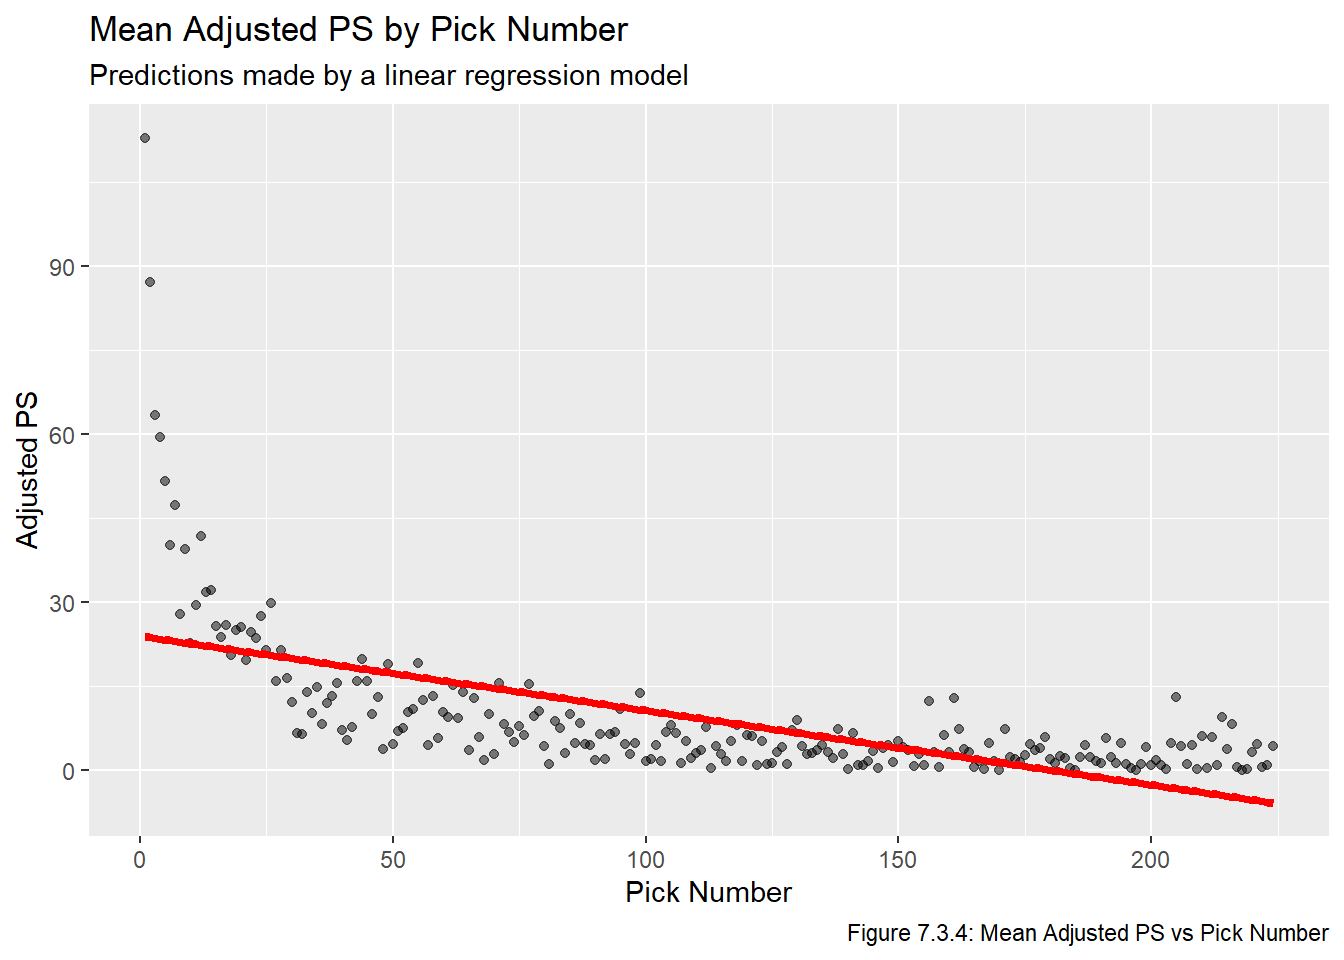 Mean Adjusted PS by Pick Number
Predictions made by a linear regression model
Adjusted PS
90
60
30
0
0 50 100 150 200
Pick Number
Figure 7.3.4: Mean Adjusted PS vs Pick Number